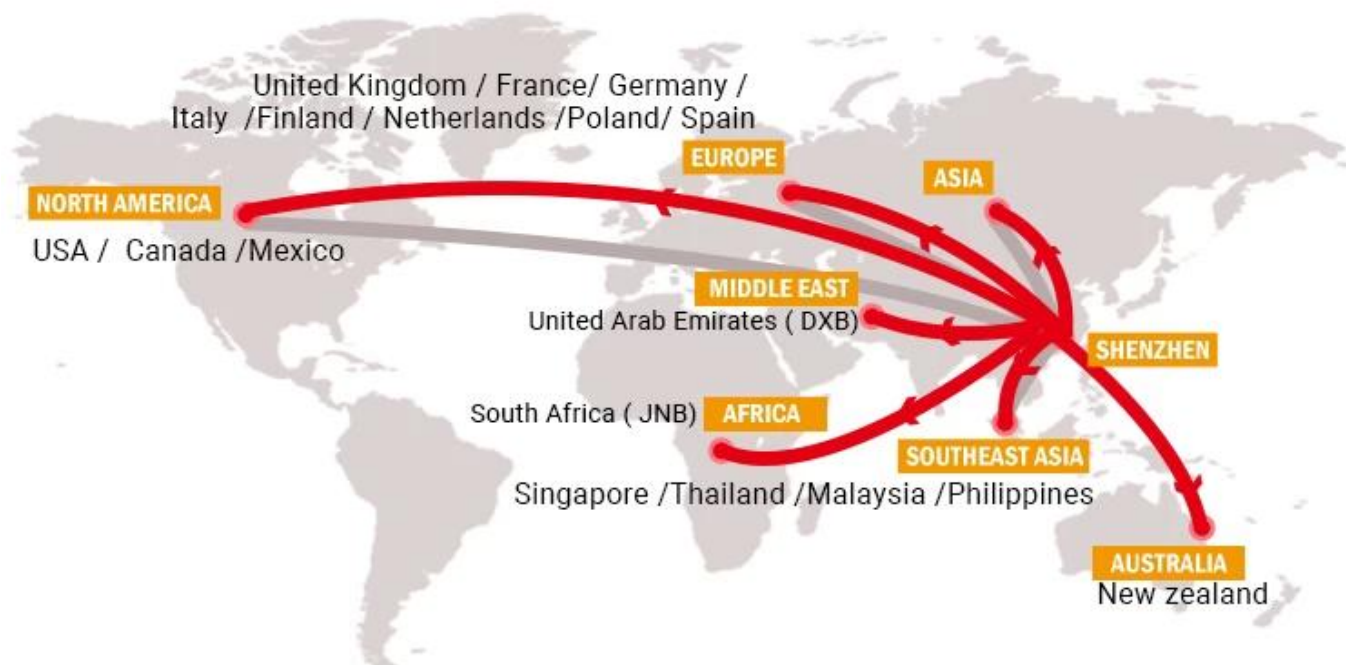 United Kingdom / France/ Germany /
Italy /Finland / Netherlands /Poland/ Spain
EUROPE
ASIA
NORTH AMERICA
USA / Canada /Mexico
MIDDLE EAST
United Arab Emirates ( DXB)
SHENZHEN
South Africa ( JNB)
AFRICA
SOUTHEAST ASIA
Singapore /Thailand /Malaysia /Philippines
AUSTRALIA
New zealand